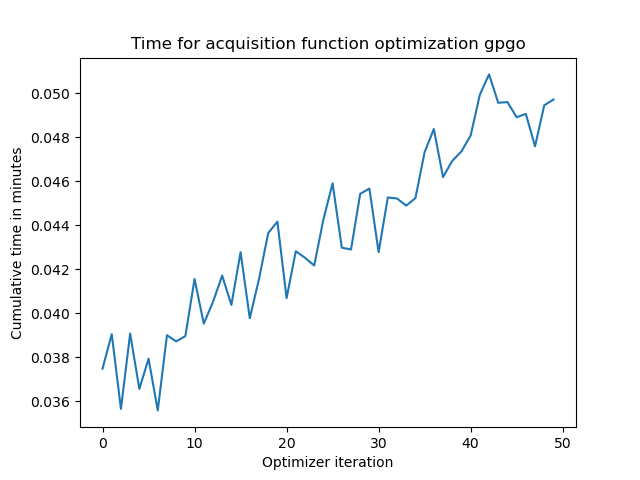 Time for acquisition function optimization gpgo
Cumulative time in minutes
0.050
0.048
0.046
0.044
0.042
0.040
0.038
0.036
0 10 20 30 40 50
Optimizer iteration